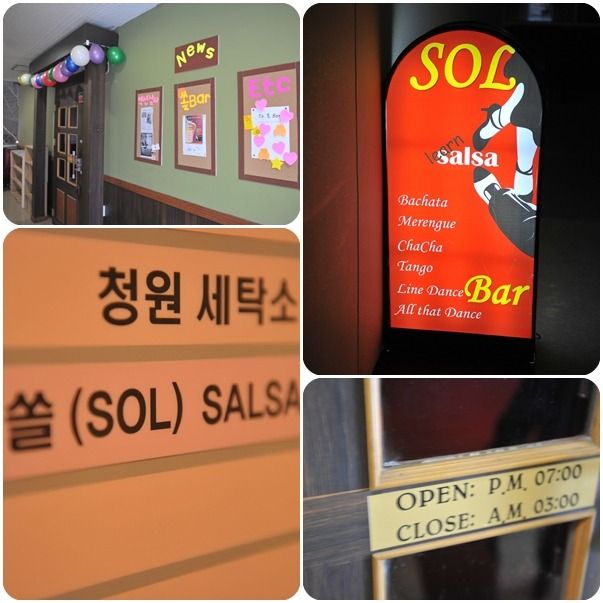 News
쏠Bar
Etc
SOL
learn
salsa
Bachata
Merengue
ChaCha
Tango
Line Dance
Bar
All that Dance
청원 세탁소
쏠 (SOL) SALSA
OPEN: P.M. 07:00
CLOSE: A.M. 03:00